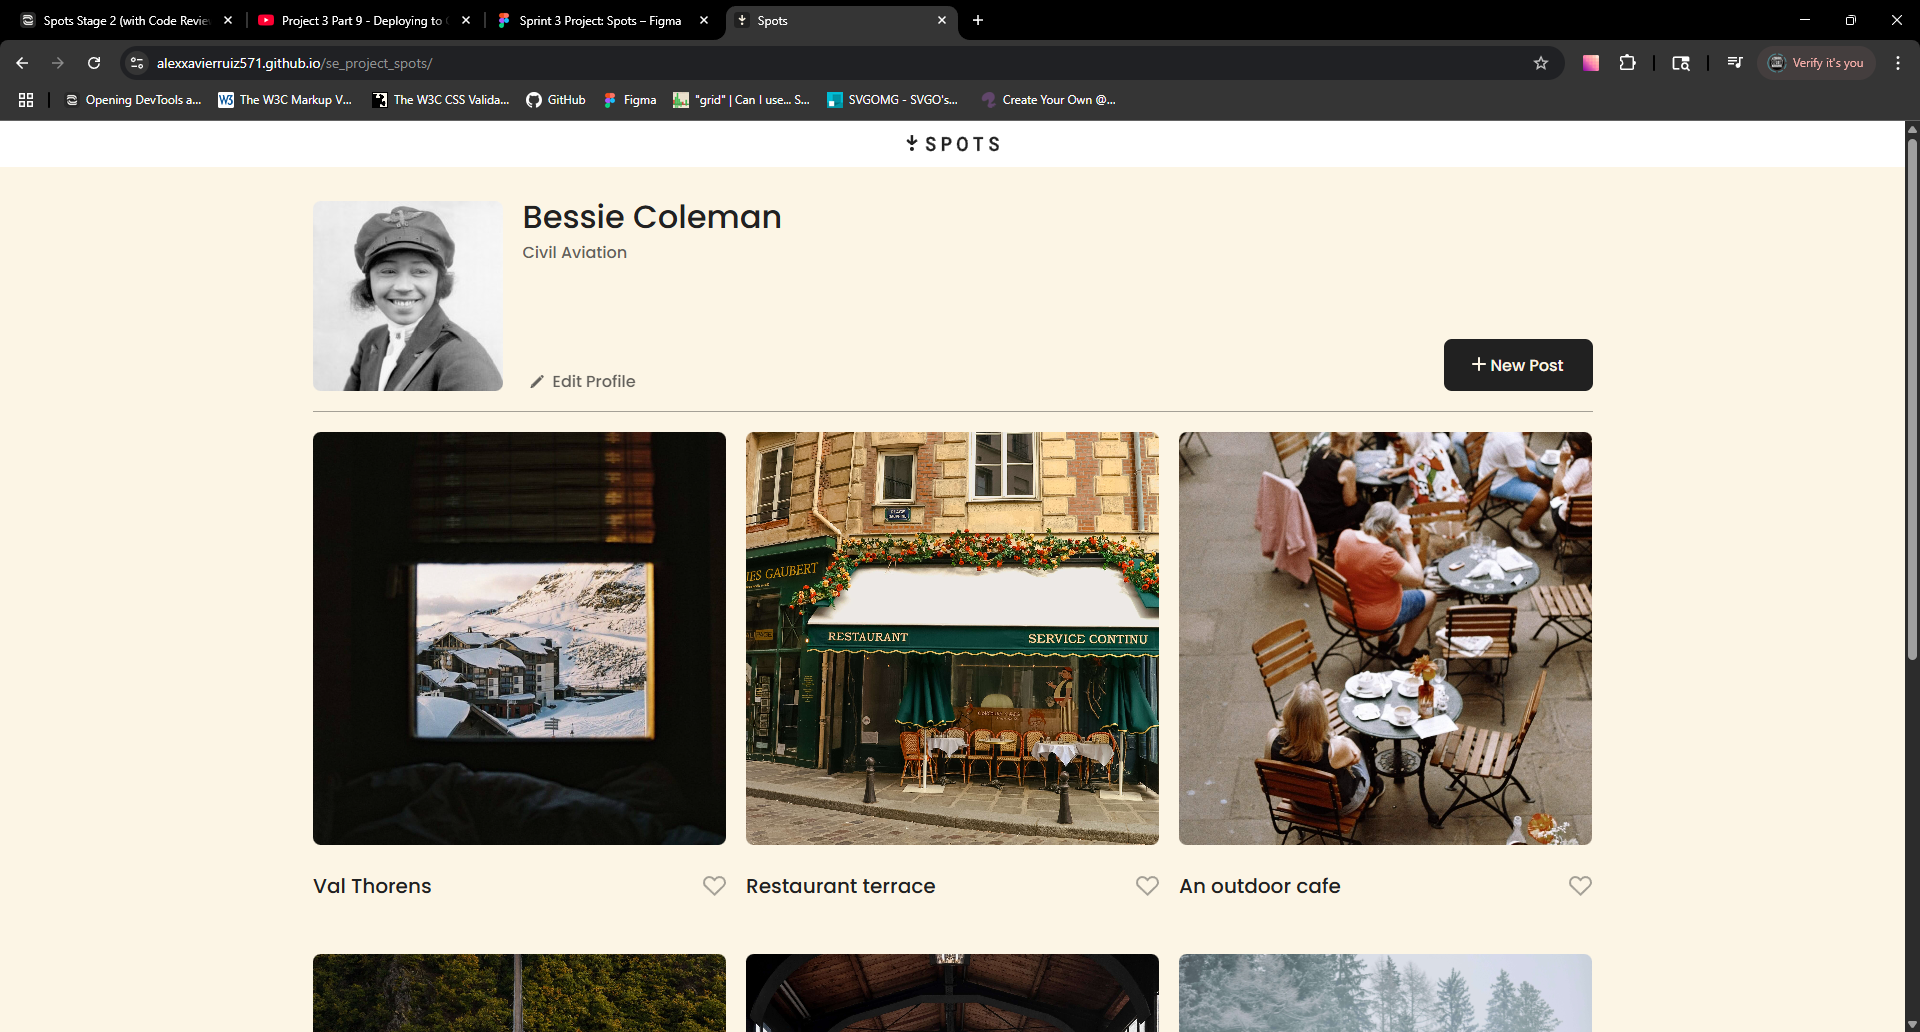 Spots Stage 2 (with Code Revie
Project 3 Part 9 - Deploying to
Sprint 3 Project: Spots – Figma
Spots
alexxavierruiz571.github.io/se_project_spots/
Verify it's you
Opening DevTools a...
The W3C Markup V...
The W3C CSS Valida...
GitHub
Figma
"grid" | Can I use... S...
SVGOMG - SVGO's...
Create Your Own @...
SPOTS
Bessie Coleman
Civil Aviation
Edit Profile
New Post
IES GAUBERT
RESTAURANT
SERVICE CONTINU
Val Thorens
Restaurant terrace
An outdoor cafe